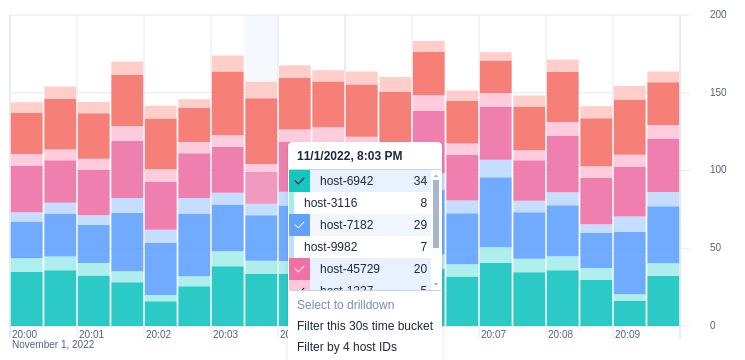 200
150
100
50
0
11/1/2022, 8:03 PM
host-6942 34
host-3116 8
host-7182 29
host-9982 7
host-45729 20
Select to drilldown
Filter this 30s time bucket
Filter by 4 host IDs
20:00 20:01 20:02 20:03 20:07 20:08 20:09
November 1, 2022